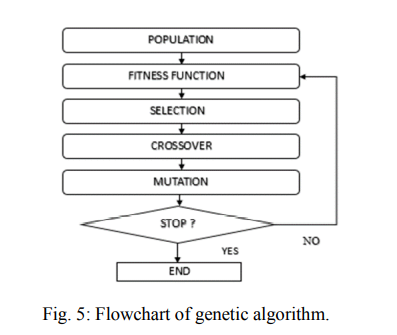 POPULATION
FITNESS FUNCTION
SELECTION
CROSSOVER
MUTATION
STOP ?
YES
NO
END
Fig. 5: Flowchart of genetic algorithm.